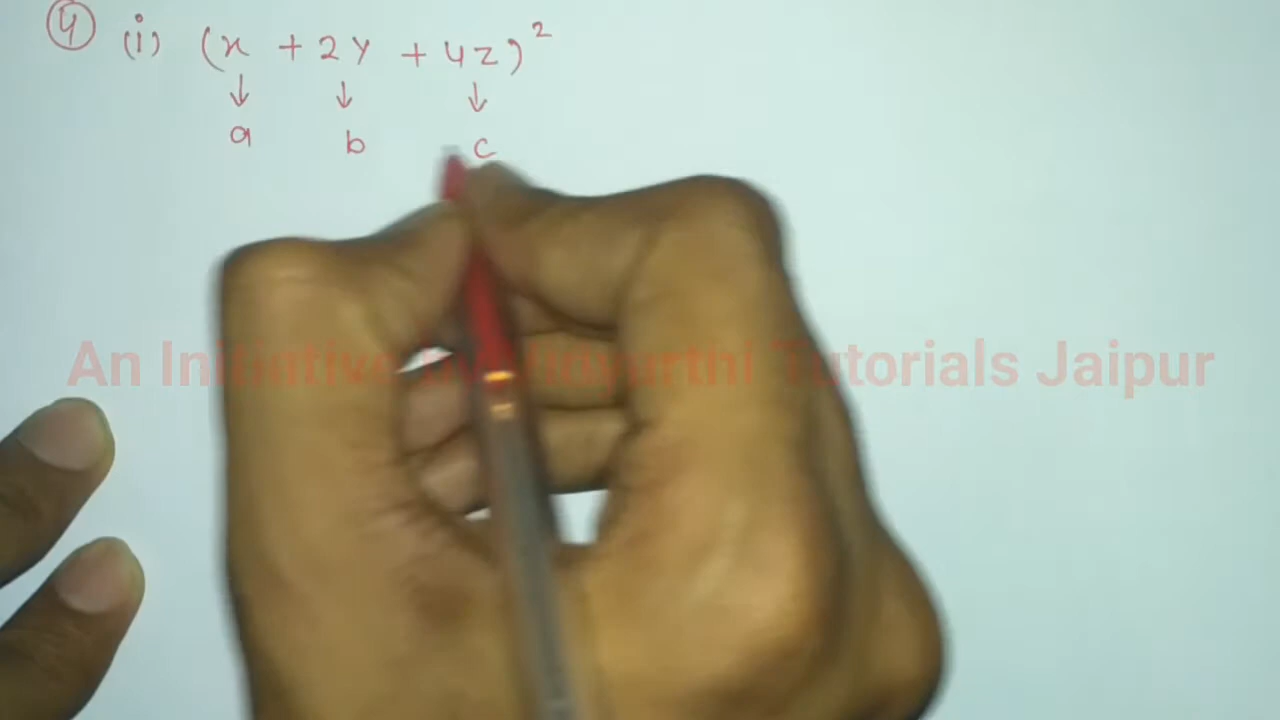 4 (i) (x + 2y + 4z)²
↓ ↓ ↓
a b c
An Initiative Tutorials Jaipur